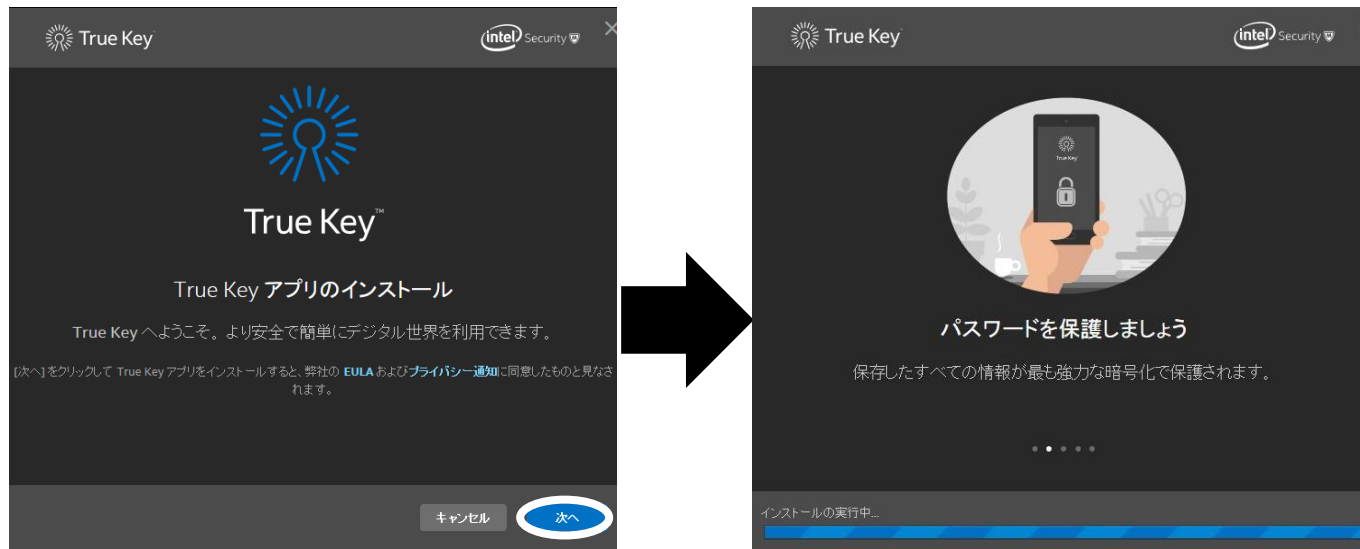 True Key
intel Security
True Key™
True Key アプリのインストール
True Key へようこそ。より安全で簡単にデジタル世界を利用できます。
[次へ] をクリックして True Key アプリをインストールすると、弊社の EULA およびプライバシー通知に同意したものと見なさ
れます。
キャンセル
次へ
True Key
intel Security
True Key
パスワードを保護しましょう
保存したすべての情報が最も強力な暗号化で保護されます。
インストールの実行中...